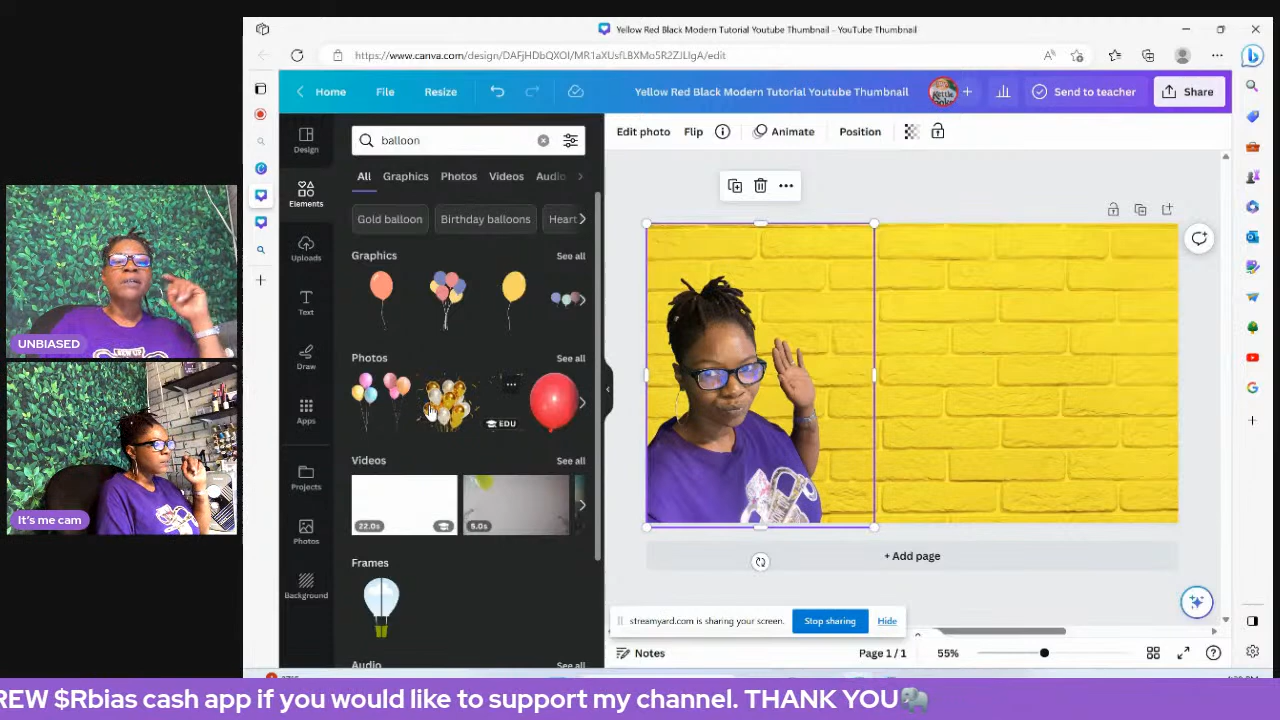 Yellow Red Black Modern Tutorial Youtube Thumbnail - YouTube Thumbnail
https://www.canva.com/design/DAFjHDbQXOI/MR1aXUsfLBXMo5R2ZJLIgA/edit
Home File Resize Yellow Red Black Modern Tutorial Youtube Thumbnail Send to teacher Share
Design
balloon
Edit photo Flip Animate Position
Elements
All Graphics Photos Videos Audio
Gold balloon Birthday balloons Heart
Uploads
Graphics See all
Text
Photos See all
Draw
EDU
Apps
Videos See all
22.0s 6.0s
Projects
Photos
Frames
Background
Audio See all
+ Add page
streamyard.com is sharing your screen. Stop sharing Hide
Notes Page 1 / 1 55%
UNBIASED
It's me cam
REW $Rbias cash app if you would like to support my channel. THANK YOU